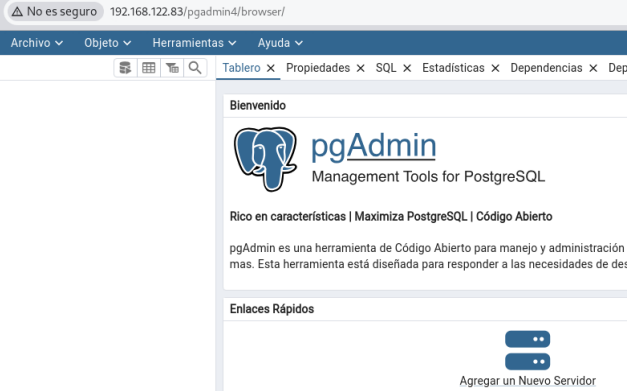 No es seguro 192.168.122.83/pgadmin4/browser/
Archivo Objeto Herramientas Ayuda
Tablero Propiedades SQL Estadísticas Dependencias Dep
Bienvenido
pgAdmin
Management Tools for PostgreSQL
Rico en características | Maximiza PostgreSQL | Código Abierto
pgAdmin es una herramienta de Código Abierto para manejo y administración
mas. Esta herramienta está diseñada para responder a las necesidades de des
Enlaces Rápidos
Agregar un Nuevo Servidor